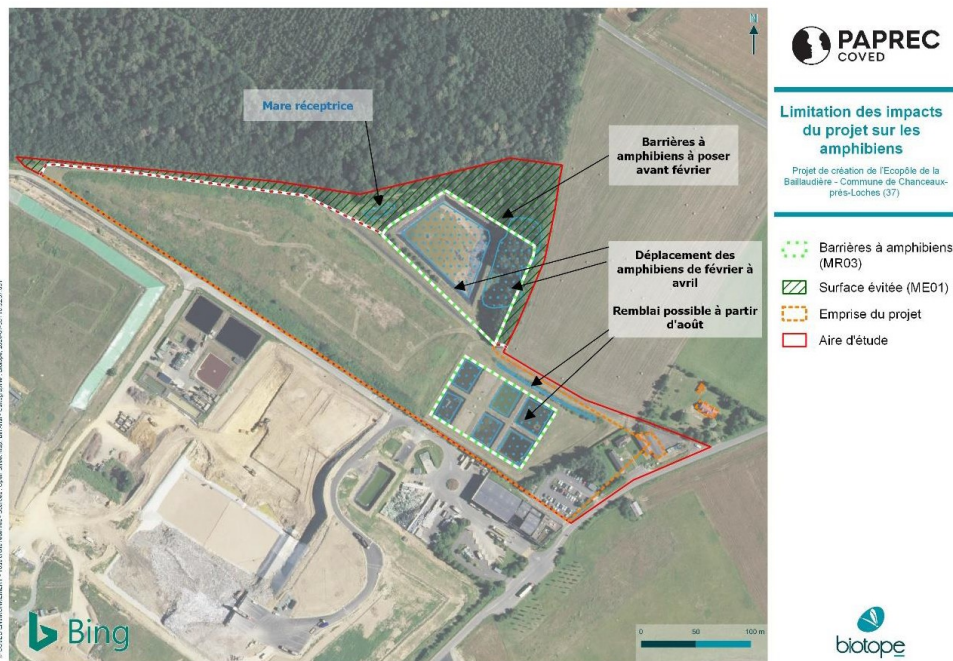 N
Mare réceptrice
Barrières à
amphibiens à poser
avant février
Déplacement des
amphibiens de février à
avril
Remblai possible à partir
d'août
Bing
0 50 100 m
PAPREC
COVED
Limitation des impacts
du projet sur les
amphibiens
Projet de création de l'Ecopôle de la
Baillaudière - Commune de Chanceaux-
près-Loches (37)
Barrières à amphibiens
(MR03)
Surface évitée (ME01)
Emprise du projet
Aire d'étude
biotope